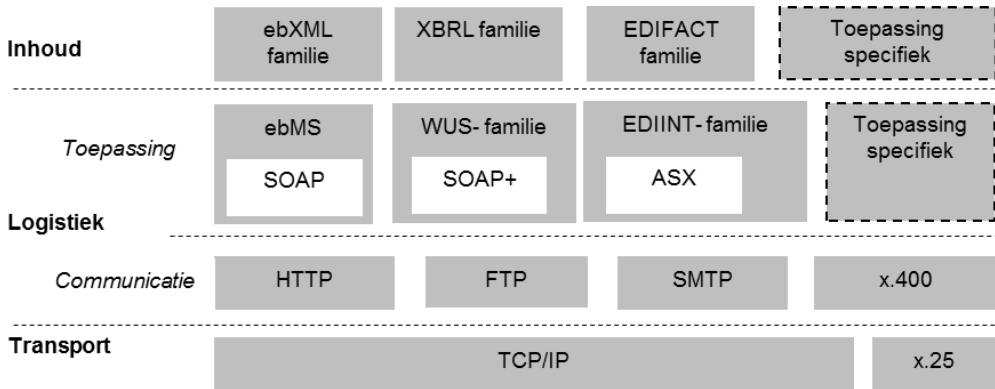 Inhoud
ebXML
familie
XBRL familie
EDIFACT
familie
Toepassing
specifiek
Toepassing
ebMS
SOAP
WUS- familie
SOAP+
EDIINT- familie
ASX
Toepassing
specifiek
Logistiek
Communicatie
HTTP
FTP
SMTP
x.400
Transport
TCP/IP
x.25